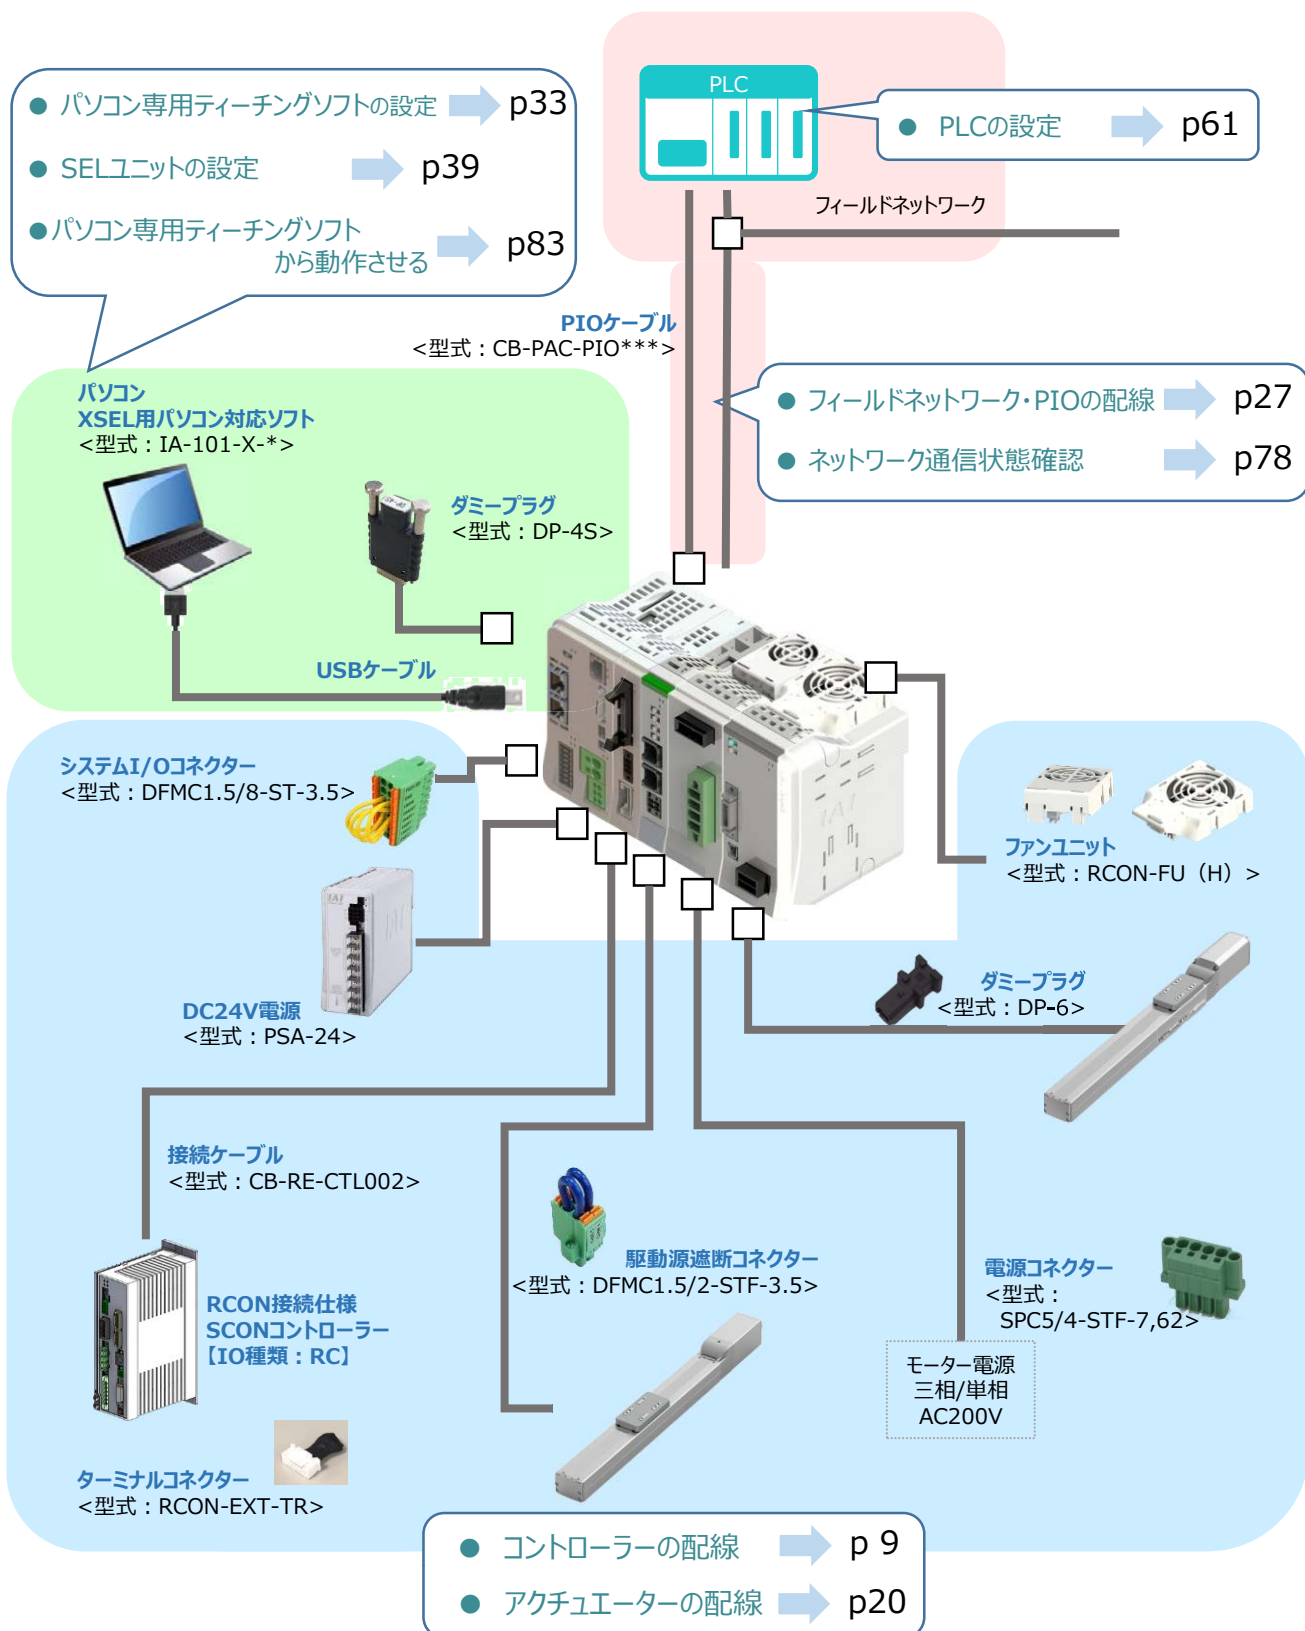 PLC
● パソコン専用ティーチングソフトの設定 p33
● SELユニットの設定 p39
● パソコン専用ティーチングソフト
から動作させる p83
● PLCの設定 p61
フィールドネットワーク
PIOケーブル
<型式：CB-PAC-PIO***>
● フィールドネットワーク・PIOの配線 p27
● ネットワーク通信状態確認 p78
パソコン
XSEL用パソコン対応ソフト
<型式：IA-101-X-*>
ダミープラグ
<型式：DP-4S>
USBケーブル
システムI/Oコネクター
<型式：DFMC1.5/8-ST-3.5>
ファンユニット
<型式：RCON-FU（H）>
DC24V電源
<型式：PSA-24>
ダミープラグ
<型式：DP-6>
接続ケーブル
<型式：CB-RE-CTL002>
駆動源遮断コネクター
<型式：DFMC1.5/2-STF-3.5>
電源コネクター
<型式：
SPC5/4-STF-7,62>
RCON接続仕様
SCONコントローラー
【IO種類：RC】
モーター電源
三相/単相
AC200V
ターミナルコネクター
<型式：RCON-EXT-TR>
● コントローラーの配線 p 9
● アクチュエーターの配線 p20